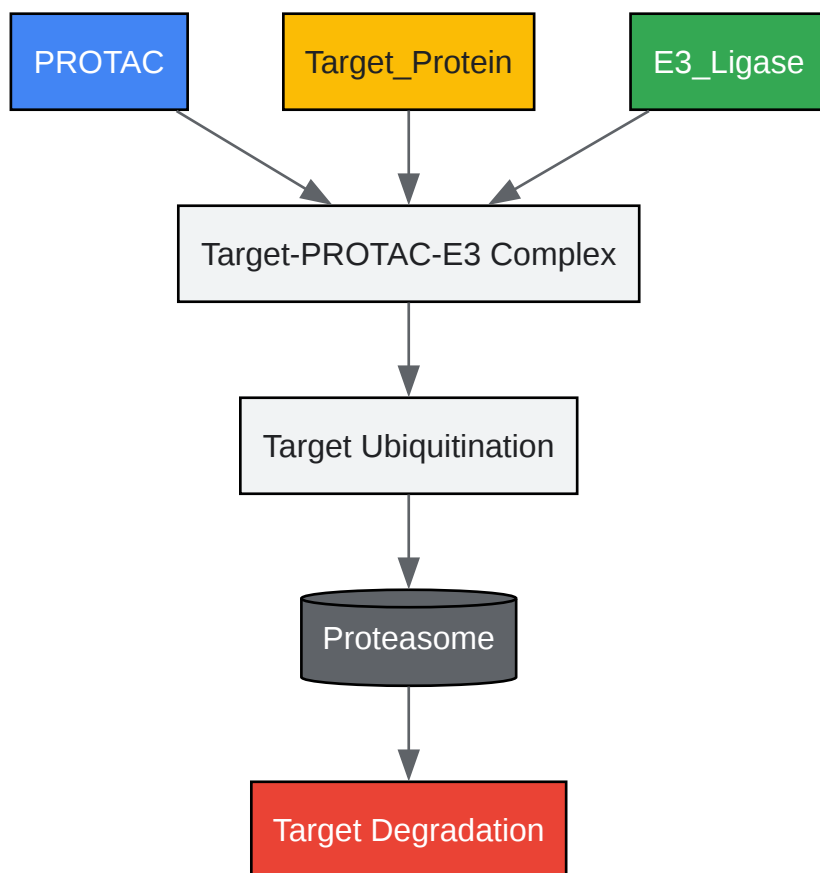 PROTAC
Target_Protein
E3_Ligase
Target-PROTAC-E3 Complex
Target Ubiquitination
Proteasome
Target Degradation